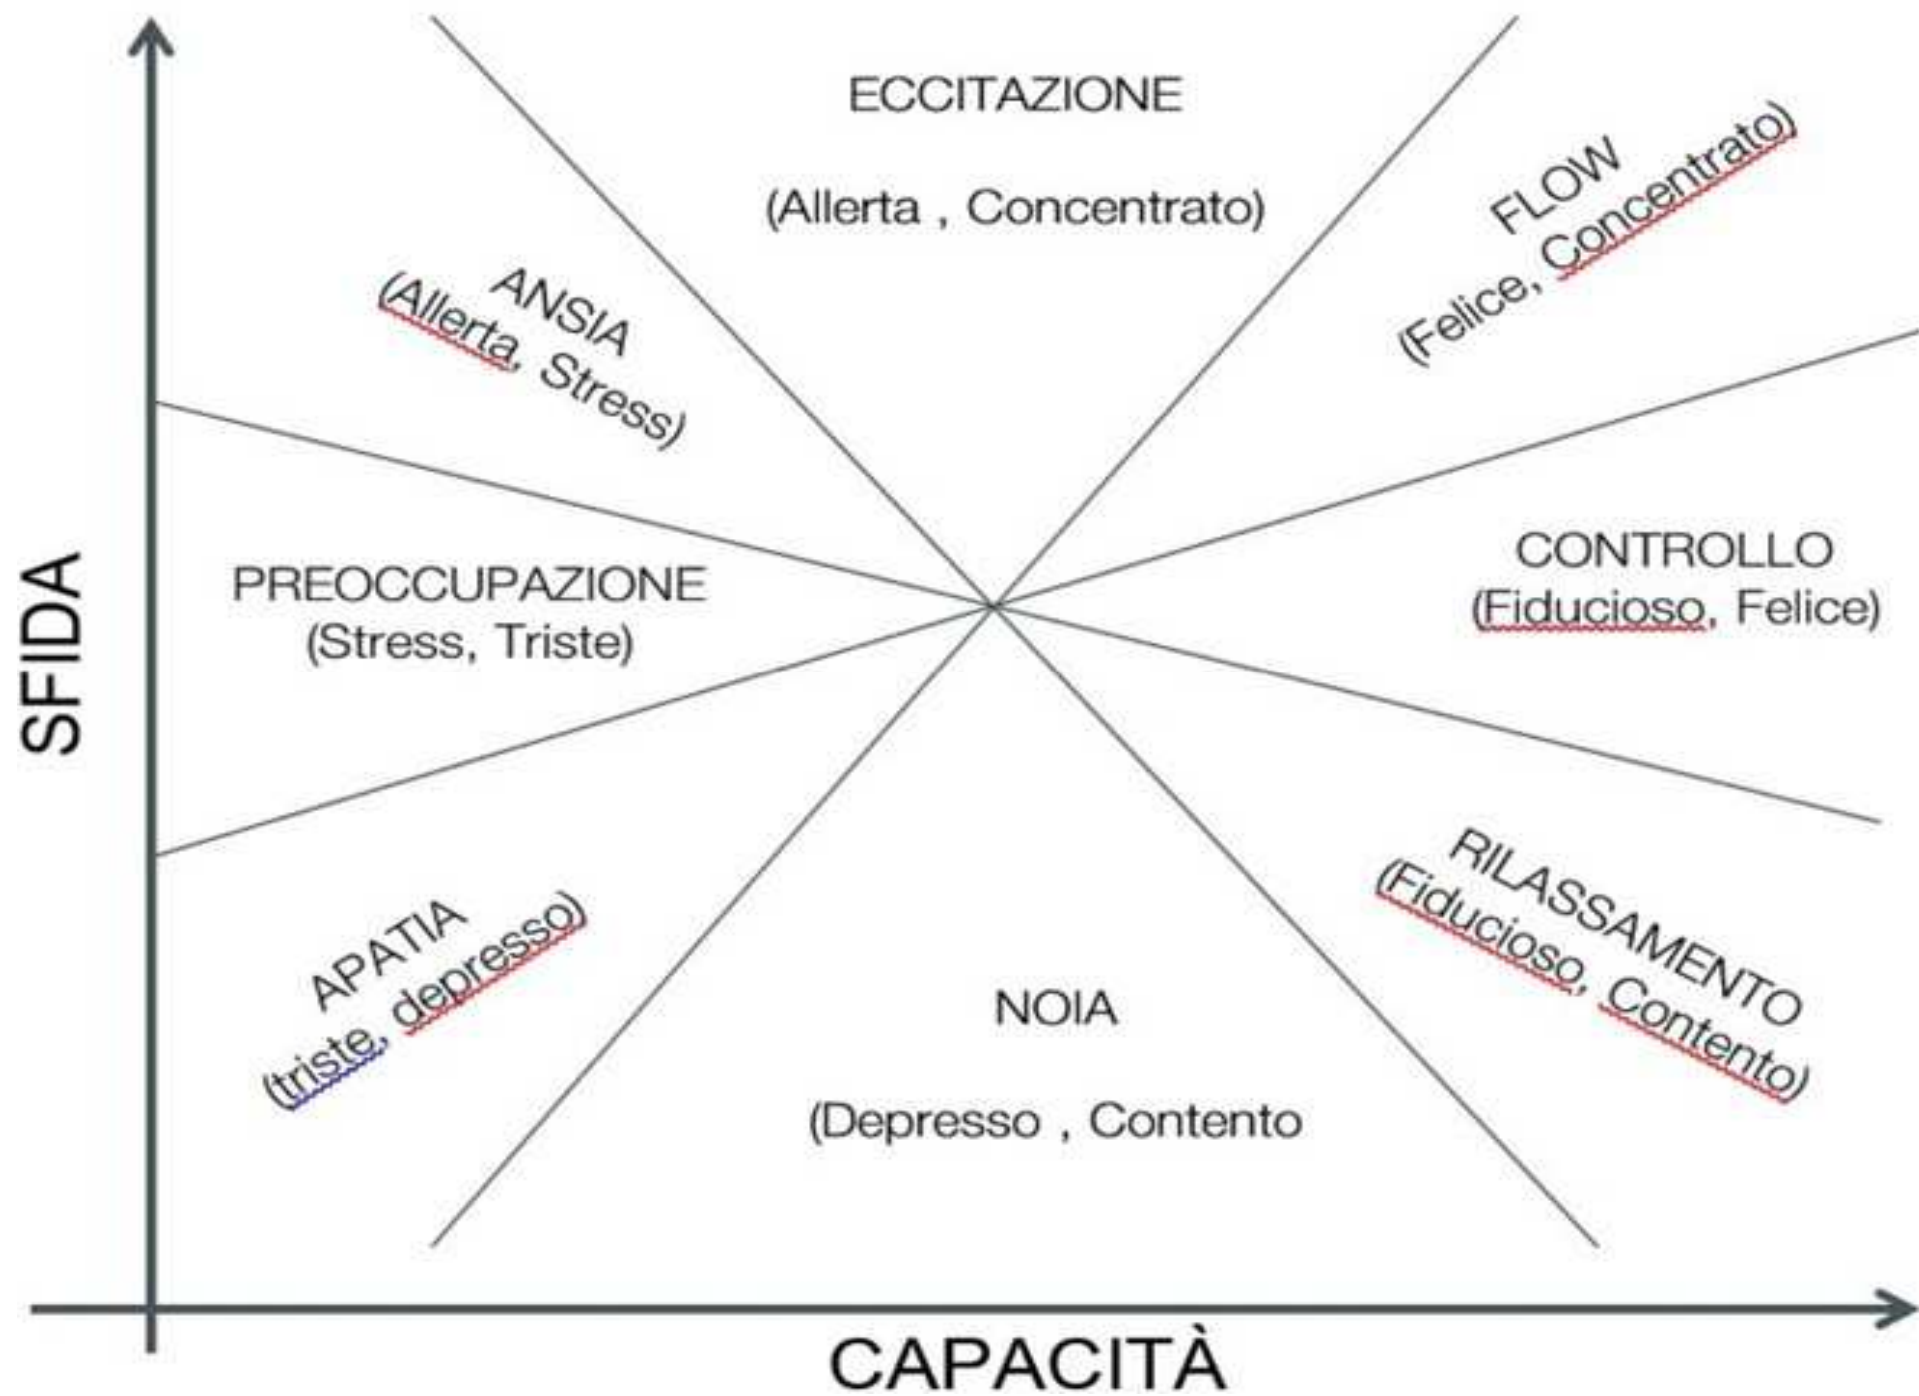 ECCITAZIONE
(Allerta , Concentrato)
FLOW
(Felice, Concentrato)
ANSIA
(Allerta, Stress)
PREOCCUPAZIONE
(Stress, Triste)
CONTROLLO
(Fiducioso, Felice)
SFIDA
APATIA
(triste, depresso)
NOIA
(Depresso , Contento
RILASSAMENTO
(Fiducioso, Contento)
CAPACITÀ